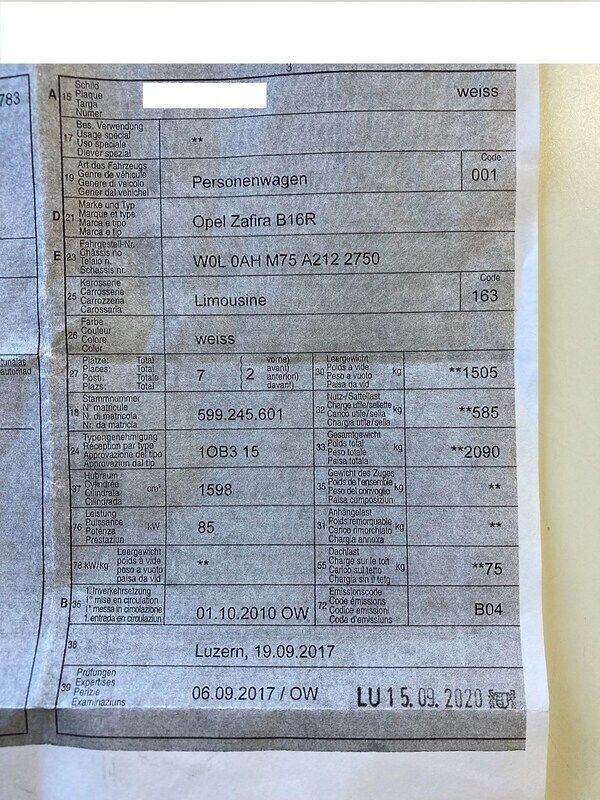 783
A 15 Schild
Plaque
Targa
Numer
weiss
17 Bes. Verwendung
Usage spécial
Uso speciale
Diever spezial
**
19 Art des Fahrzeugs
Genre de véhicule
Genere di veicolo
Gener dal vehichel
Personenwagen
Code
001
D 21 Marke und Typ
Marque et type
Marca e tipo
Marca e tip
Opel Zafira B16R
E 23 Fahrgestell-Nr.
Châssis no
Telaio n.
Schassis nr.
W0L 0AH M75 A212 2750
25 Karosserie
Carrosserie
Carrozzeria
Carossaria
Limousine
Code
163
26 Farbe
Couleur
Colore
Colur
weiss
27 Plätze: Total
Places: Total
Posti: Totale
Plazs: Total
7
( vorne)
( avant)
( anteriori)
( davant)
2
30 Leergewicht
Poids à vide
Peso a vuoto
Paisa da vid
kg
**1505
18 Stammnummer
N° matricule
N. di matricola
Nr. da matricla
599.245.601
32 Nutz-/Sattellast
Charge utile/sellette
Carico utile/sella
Chargia utila/sella
kg
**585
24 Typengenehmigung
Réception par type
Approvazione del tipo
Approvaziun dal tip
1OB3 15
33 Gesamtgewicht
Poids total
Peso totale
Paisa totala
kg
**2090
37 Hubraum
Cylindrée
Cilindrata
Cilindrada
cm³
1598
35 Gewicht des Zuges
Poids de l'ensemble
Peso del convoglio
Paisa cumposiziun
kg
**
76 Leistung
Puissance
Potenza
Prestaziun
kW
85
31 Anhängelast
Poids remorquable
Carico rimorchiato
Chargia annexa
kg
**
78 kW/kg Leergewicht
poids à vide
peso a vuoto
paisa da vid
**
55 Dachlast
Charge sur le toit
Carico sul tetto
Chargia sin il tetg
kg
**75
B 36 1. Inverkehrsetzung
1re mise en circulation
1a messa in circolazione
1. entrada en circulaziun
01.10.2010 OW
72 Emissionscode
Code émissions
Codice emissioni
Code d'emissiuns
B04
38
Luzern, 19.09.2017
39 Prüfungen
Expertises
Perizie
Examinaziuns
06.09.2017 / OW
LU 15.09.2020